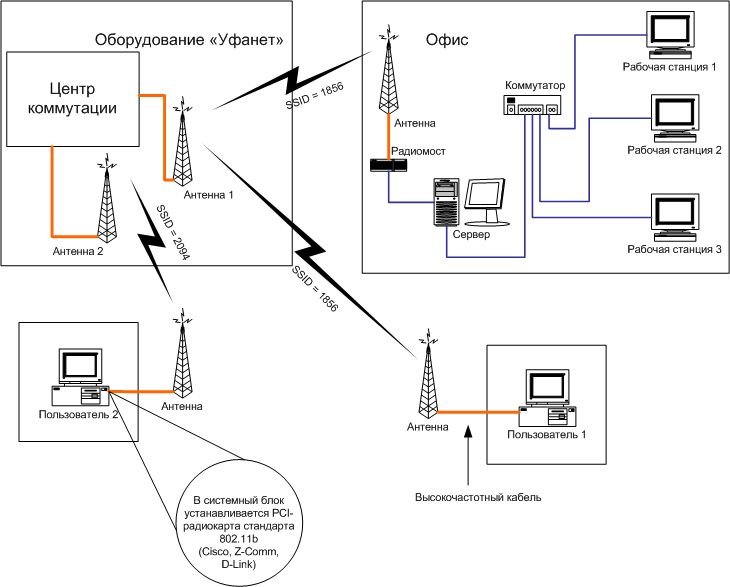 Оборудование «Уфанет»
Центр
коммутации
Антенна 1
Антенна 2
SSID = 1856
SSID = 2094
SSID = 1856
Офис
Антенна
Радиомост
Сервер
Коммутатор
Рабочая станция 1
Рабочая станция 2
Рабочая станция 3
Пользователь 2
Антенна
Антенна
Пользователь 1
Высокочастотный кабель
В системный блок
устанавливается PCI-
радиокарта стандарта
802.11b
(Cisco, Z-Comm,
D-Link)